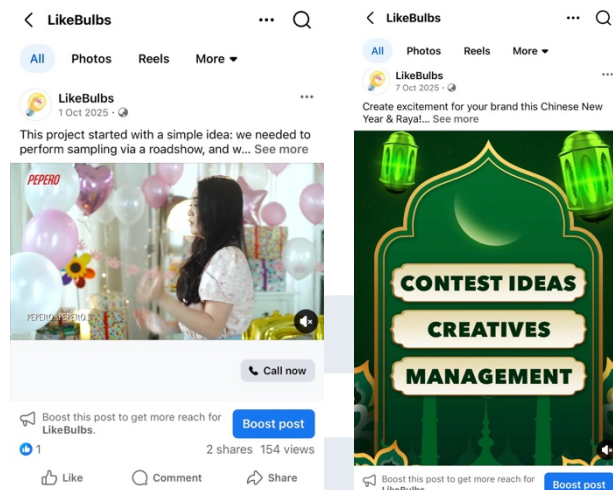 LikeBulbs
All Photos Reels More
LikeBulbs
1 Oct 2025
This project started with a simple idea: we needed to
perform sampling via a roadshow, and w... See more
PEPERO
PEPERO, PEPERO
Call now
Boost this post to get more reach for
LikeBulbs.
Boost post
1
2 shares 154 views
Like Comment Share
LikeBulbs
All Photos Reels More
LikeBulbs
7 Oct 2025
Create excitement for your brand this Chinese New
Year & Raya!... See more
CONTEST IDEAS
CREATIVES
MANAGEMENT
Boost this post to get more reach for
LikeBulbs.
Boost post